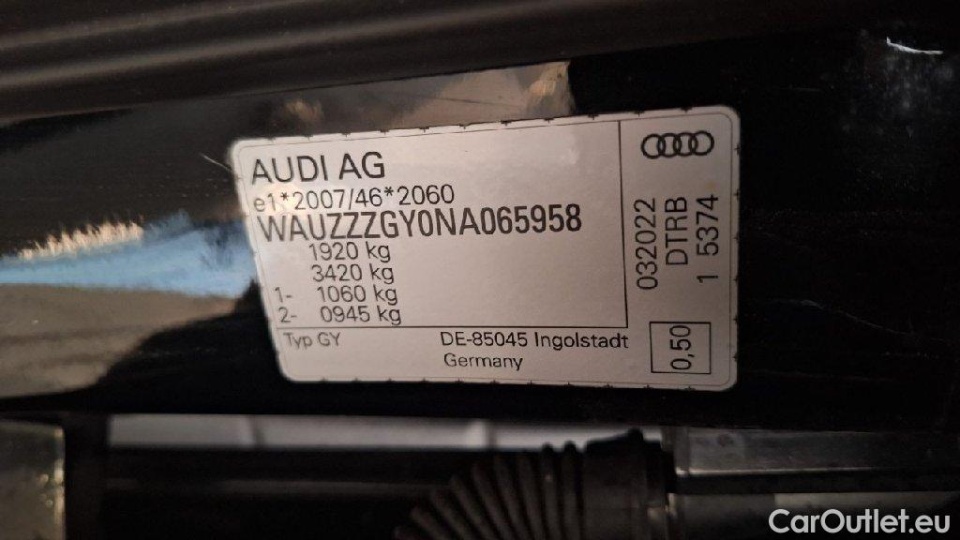 AUDI AG
e1*2007/46*2060
WAUZZZGY0NA065958
1920 kg
3420 kg
1- 1060 kg
2- 0945 kg
Typ GY
DE-85045 Ingolstadt
Germany
032022
DTRB
1 5374
0,50
CarOutlet.eu